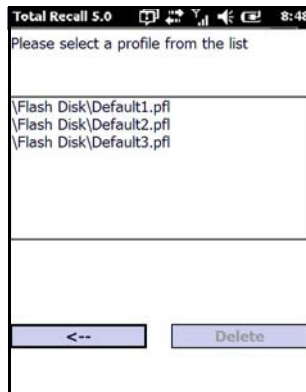 Total Recall 5.0 8:48
Please select a profile from the list
\Flash Disk\Default1.pfl
\Flash Disk\Default2.pfl
\Flash Disk\Default3.pfl
<-- Delete